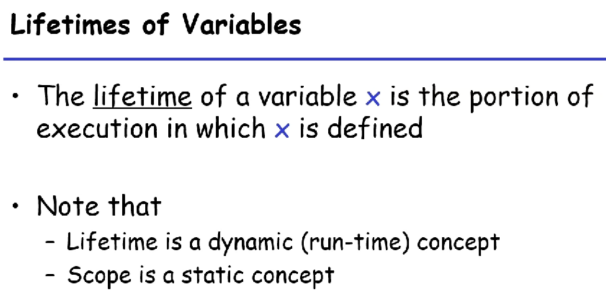 Lifetimes of Variables
• The lifetime of a variable x is the portion of
execution in which x is defined
• Note that
– Lifetime is a dynamic (run-time) concept
– Scope is a static concept